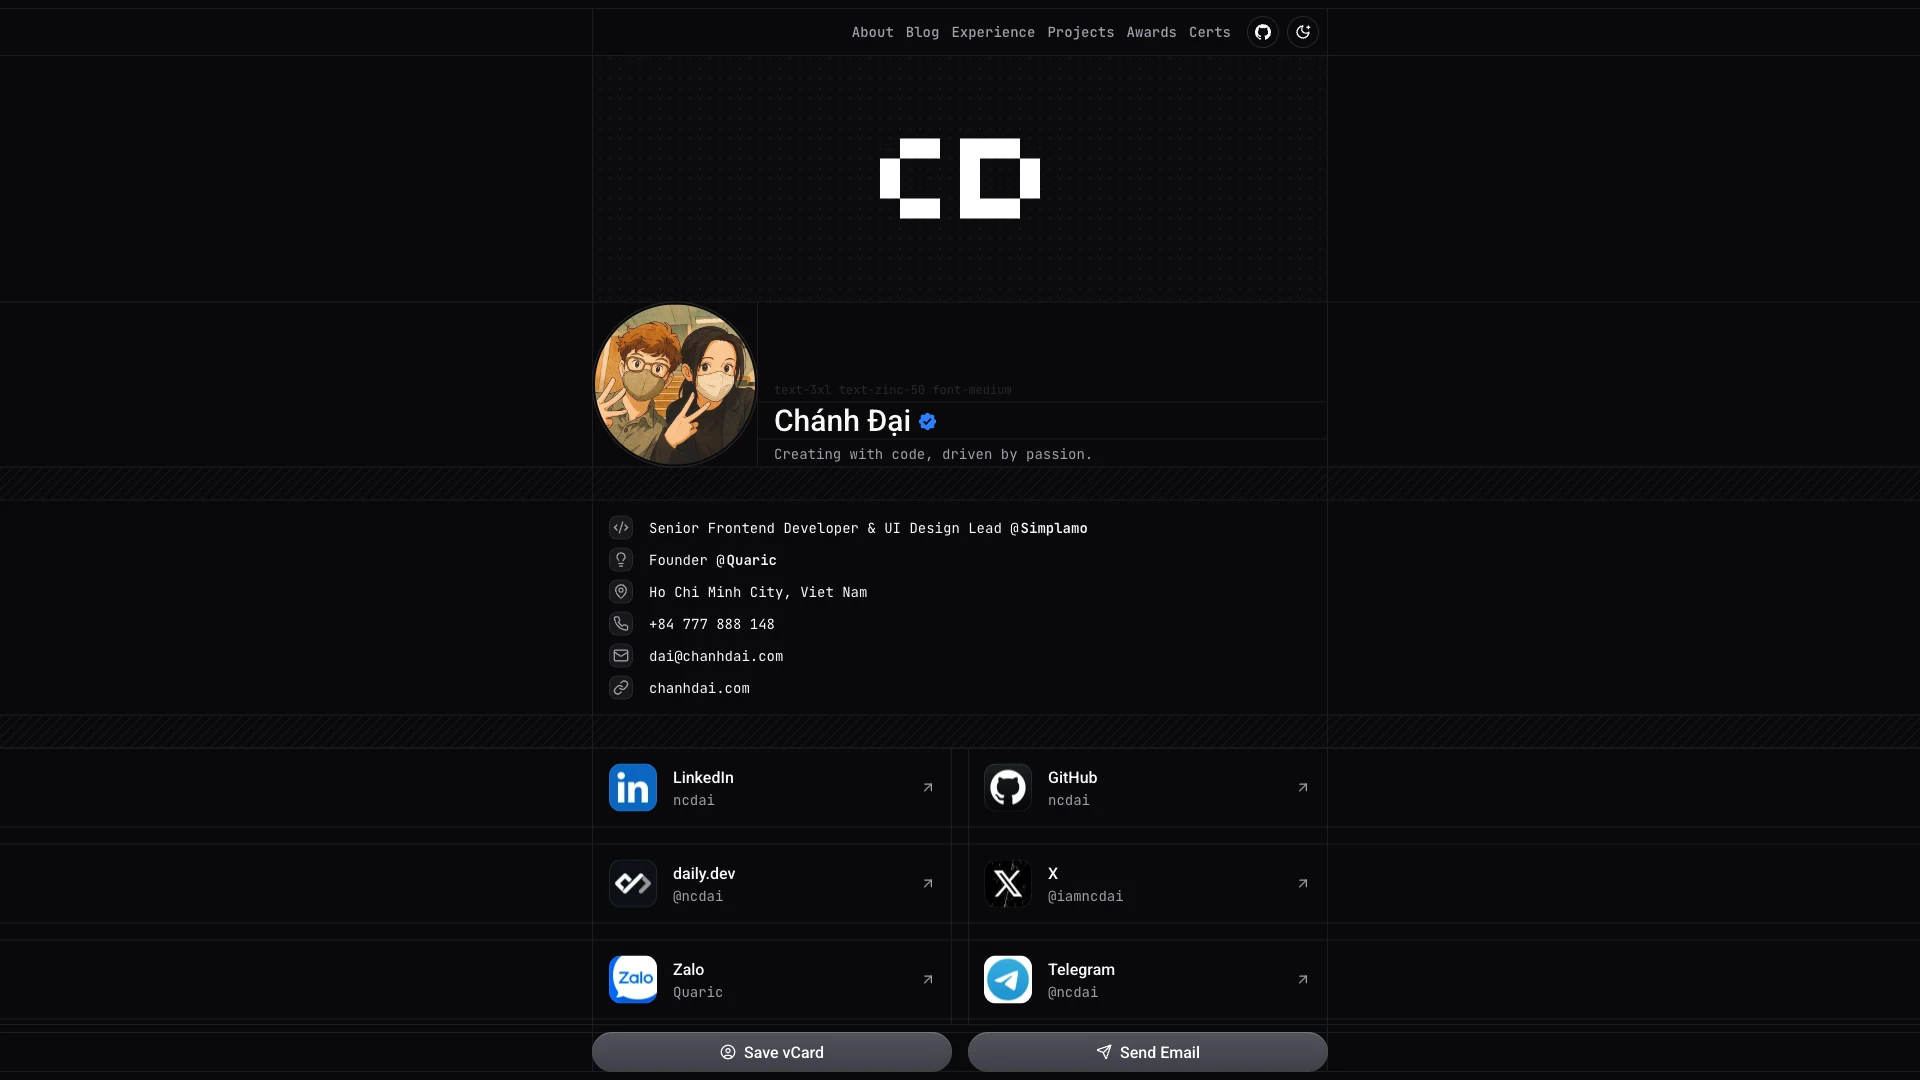 About Blog Experience Projects Awards Certs
CD
text-3xl text-zinc-50 font-medium
Chánh Đại
Creating with code, driven by passion.
Senior Frontend Developer & UI Design Lead @Simplamo
Founder @Quaric
Ho Chi Minh City, Viet Nam
+84 777 888 148
dai@chanhdai.com
chanhdai.com
in
LinkedIn
ncdai
GitHub
ncdai
daily.dev
@ncdai
X
@iamncdai
Zalo
Zalo
Quaric
Telegram
@ncdai
Save vCard
Send Email